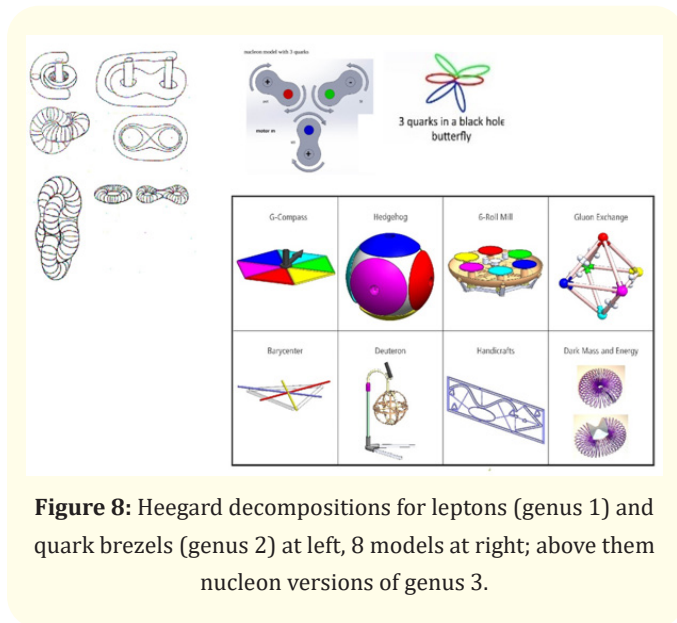 nucleon model with 3 quarks
motor m
3 quarks in a black hole
butterfly
G-Compass
Hedgehog
6-Roll Mill
Gluon Exchange
Barycenter
Deuteron
Handicrafts
Dark Mass and Energy
Figure 8: Heegard decompositions for leptons (genus 1) and
quark brezels (genus 2) at left, 8 models at right; above them
nucleon versions of genus 3.